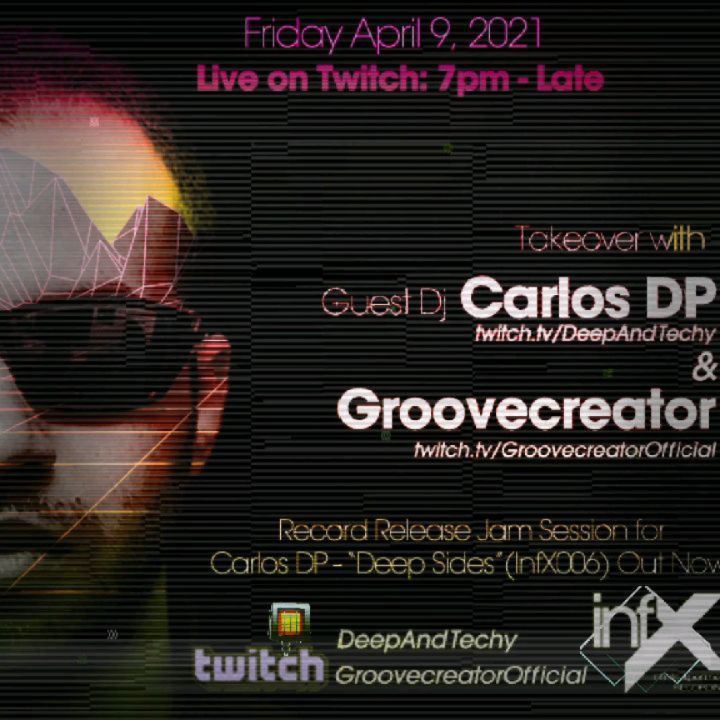 Friday April 9, 2021
Live on Twitch: 7pm - Late
Takeover with
Guest Dj Carlos DP
twitch.tv/DeepAndTechy
&
Groovecreator
twitch.tv/GroovecreatorOfficial
Record Release Jam Session for
Carlos DP - "Deep Sides" (InfX006) Out Now
twitch
DeepAndTechy
GroovecreatorOfficial
infX